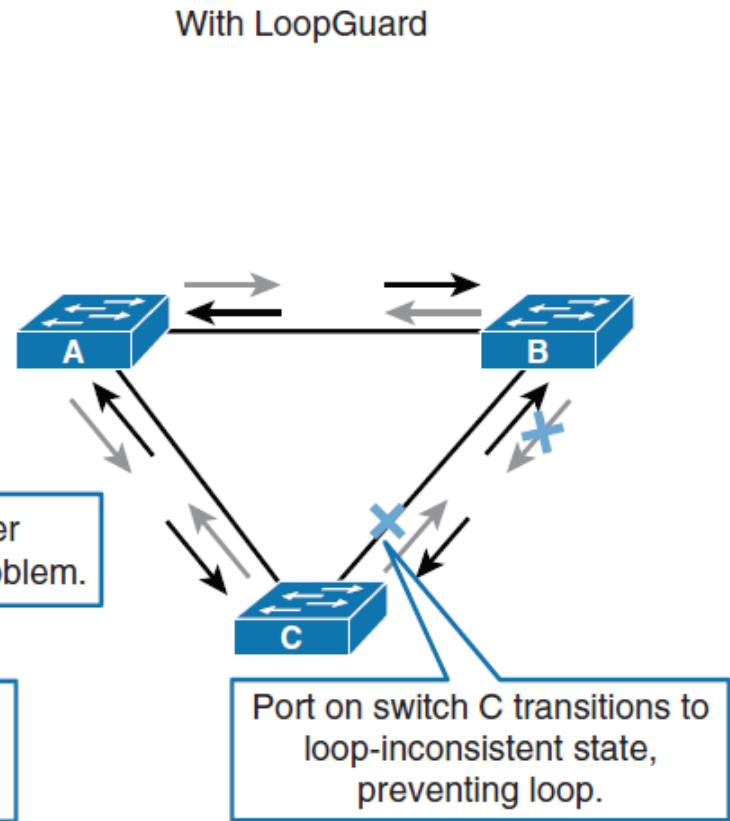 With LoopGuard
A
B
er
oblem.
C
Port on switch C transitions to
loop-inconsistent state,
preventing loop.